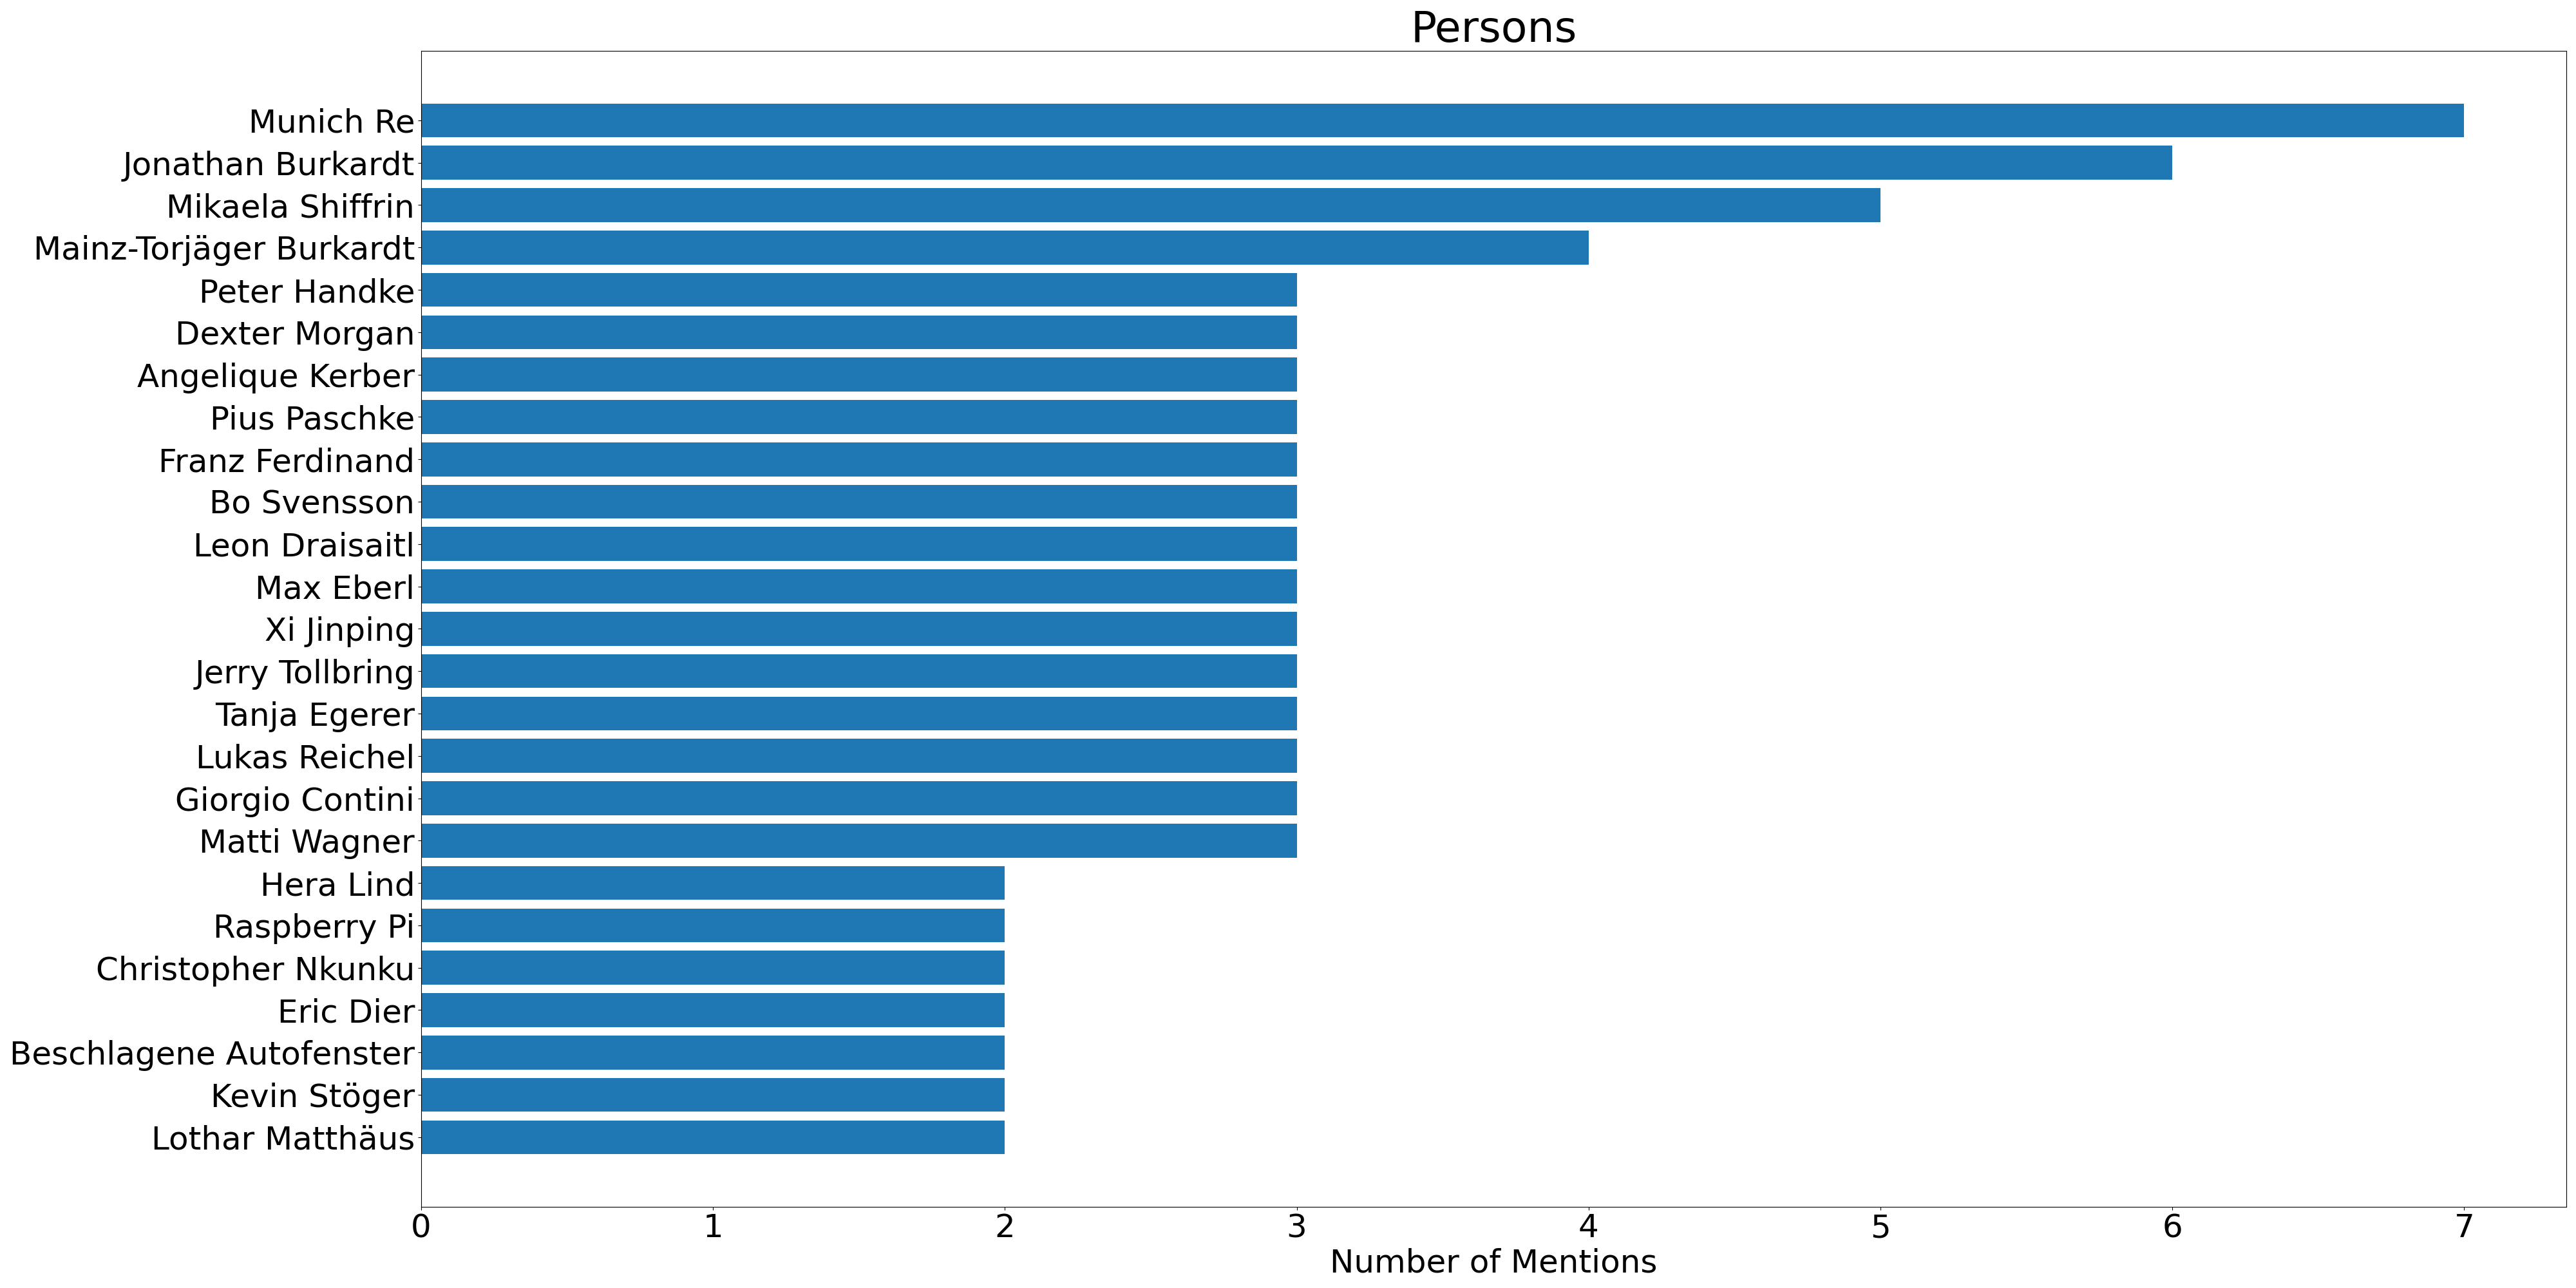 Persons
Munich Re
Jonathan Burkardt
Mikaela Shiffrin
Mainz-Torjäger Burkardt
Peter Handke
Dexter Morgan
Angelique Kerber
Pius Paschke
Franz Ferdinand
Bo Svensson
Leon Draisaitl
Max Eberl
Xi Jinping
Jerry Tollbring
Tanja Egerer
Lukas Reichel
Giorgio Contini
Matti Wagner
Hera Lind
Raspberry Pi
Christopher Nkunku
Eric Dier
Beschlagene Autofenster
Kevin Stöger
Lothar Matthäus
0 1 2 3 4 5 6 7
Number of Mentions